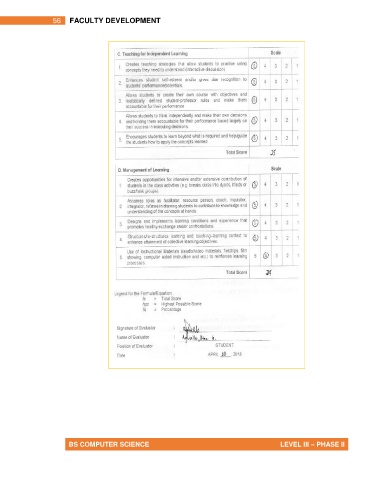 56 FACULTY DEVELOPMENT
C. Teaching for Independent Learning Scale
1. Creates teaching strategies that allow students to practice using 5 4 3 2 1
concepts they need to understand (interactive discussion)
2. Enhances student self-esteem and/or gives due recognition to 5 4 3 2 1
students' performance/potentials
3. Allows students to create their own course with objectives and 5 4 3 2 1
realistically defined student-professor rules and make them
accountable for their performance
4. Allows students to think independently and make their own decisions 5 4 3 2 1
and holding them accountable for their performance based largely on
their success in executing decisions
5. Encourages students to learn beyond what is required and help/guide 5 4 3 2 1
the students how to apply the concepts learned
Total Score 25
D. Management of Learning Scale
1. Creates opportunities for intensive and/or extensive contribution of 5 4 3 2 1
students in the class activities (e.g. breaks class into dyads, triads or
buzz/task groups)
2. Assumes roles as facilitator, resource person, coach, inquisitor, 5 4 3 2 1
integrator, referee in drawing students to contribute to knowledge and
understanding of the concepts at hands
3. Designs and implements learning conditions and experience that 5 4 3 2 1
promotes healthy exchange and/or confrontations
4. Structures/re-structures learning and teaching-learning context to 5 4 3 2 1
enhance attainment of collective learning objectives
5. Use of Instructional Materials (audio/video materials: fieldtrips, film 5 4 3 2 1
showing, computer aided instruction and etc.) to reinforces learning
processes
Total Score 24
Legend for the Formula/Equation:
ts = Total Score
hps = Highest Possible Score
% = Percentage
Signature of Evaluator :
Name of Evaluator :
Position of Evaluator : STUDENT
Date : APRIL 2018
BS COMPUTER SCIENCE LEVEL III – PHASE II